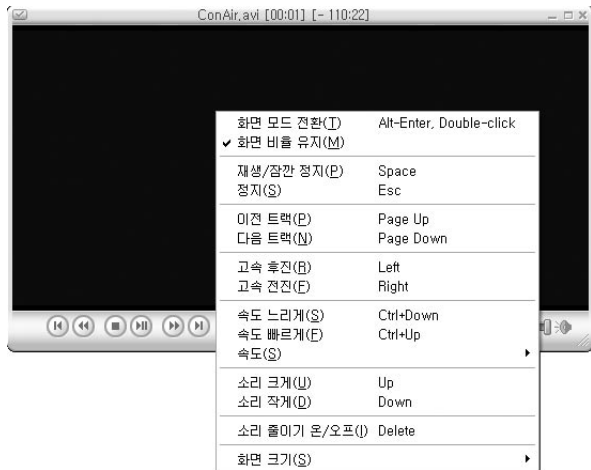 ConAir.avi [00:01] [- 110:22]
화면 모드 전환(T) Alt-Enter, Double-click
✔ 화면 비율 유지(M)
재생/잠깐 정지(P) Space
정지(S) Esc
이전 트랙(P) Page Up
다음 트랙(N) Page Down
고속 후진(R) Left
고속 전진(F) Right
속도 느리게(S) Ctrl+Down
속도 빠르게(F) Ctrl+Up
속도(S)
소리 크게(U) Up
소리 작게(D) Down
소리 줄이기 온/오프(I) Delete
화면 크기(S)